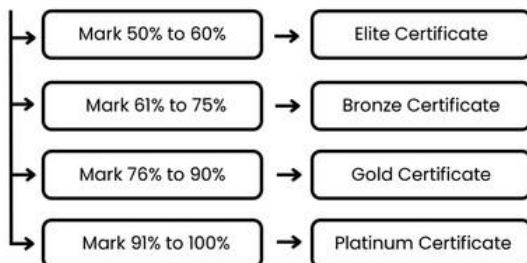 Mark 50% to 60% Elite Certificate
Mark 61% to 75% Bronze Certificate
Mark 76% to 90% Gold Certificate
Mark 91% to 100% Platinum Certificate